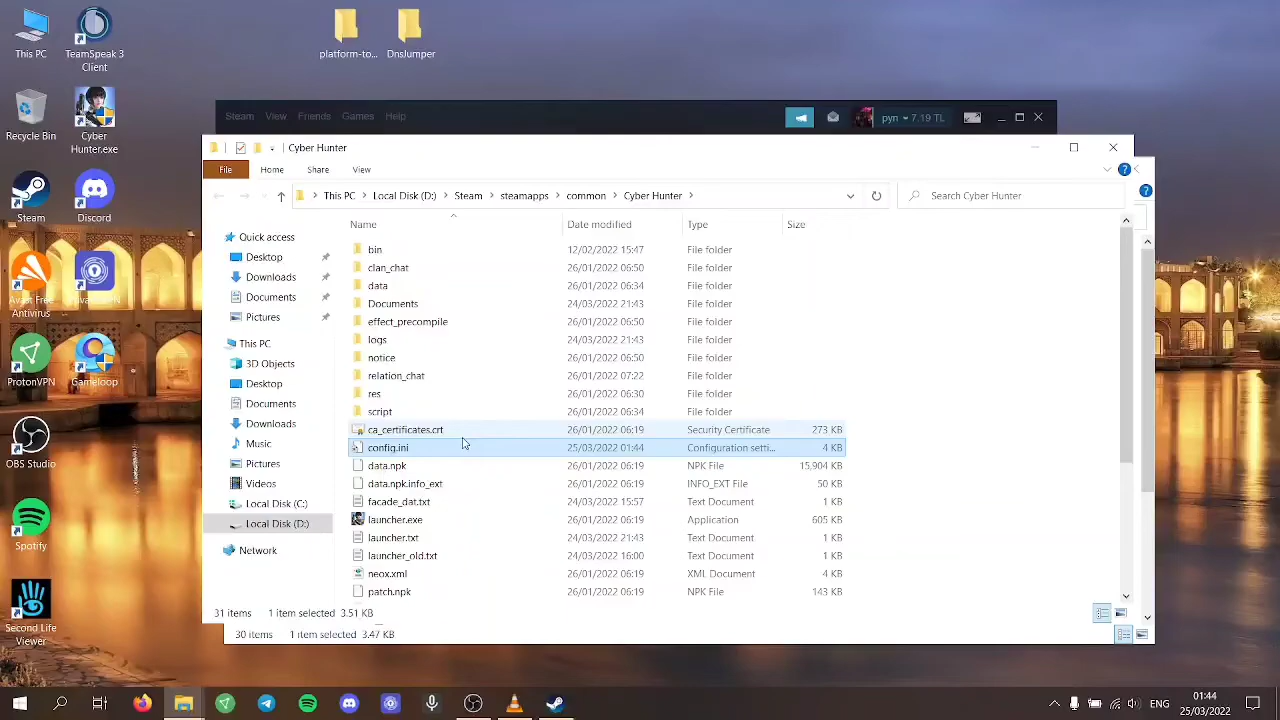 This PC
TeamSpeak 3
Client
platform-to...
DnsJumper
Recycle Bin
Cyber
Hunter.exe
Steam
Discord
Avast Free
Antivirus
ProtonVPN
Gameloop
OBS Studio
Spotify
Second Life
Viewer
Steam View Friends Games Help
pyn 7.19 TL
Cyber Hunter
File Home Share View
This PC Local Disk (D:) Steam steamapps common Cyber Hunter
Search Cyber Hunter
Name Date modified Type Size
Quick access
Desktop
Downloads
Documents
Pictures
This PC
3D Objects
Desktop
Documents
Downloads
Music
Pictures
Videos
Local Disk (C:)
Local Disk (D:)
Network
bin 12/02/2022 15:47 File folder
clan_chat 26/01/2022 06:50 File folder
data 26/01/2022 06:34 File folder
Documents 24/03/2022 21:43 File folder
effect_precompile 26/01/2022 06:50 File folder
logs 24/03/2022 21:43 File folder
notice 26/01/2022 06:50 File folder
relation_chat 26/01/2022 07:22 File folder
res 26/01/2022 06:30 File folder
script 26/01/2022 06:34 File folder
ca_certificates.crt 26/01/2022 06:19 Security Certificate 273 KB
config.ini 25/03/2022 01:44 Configuration setti... 4 KB
data.npk 26/01/2022 06:19 NPK File 15,904 KB
data.npk.info_ext 26/01/2022 06:19 INFO_EXT File 50 KB
facade_dat.txt 24/03/2022 15:57 Text Document 1 KB
launcher.exe 26/01/2022 06:19 Application 605 KB
launcher.txt 24/03/2022 21:43 Text Document 1 KB
launcher_old.txt 24/03/2022 16:00 Text Document 1 KB
neox.xml 26/01/2022 06:19 XML Document 4 KB
patch.npk 26/01/2022 06:19 NPK File 143 KB
31 items 1 item selected 3.51 KB
30 items 1 item selected 3.47 KB
01:44
25/03/2022